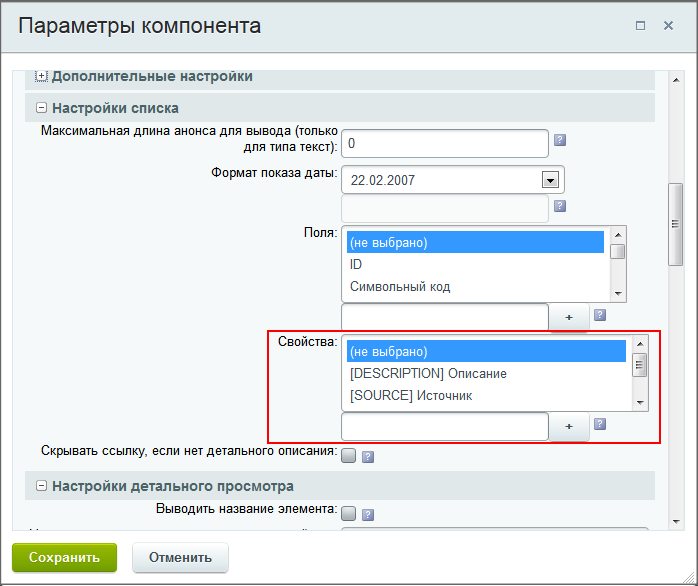 Параметры компонента
Дополнительные настройки
Настройки списка
Максимальная длина анонса для вывода (только
для типа текст):
0
Формат показа даты:
22.02.2007
Поля:
(не выбрано)
ID
Символьный код
+
Свойства:
(не выбрано)
[DESCRIPTION] Описание
[SOURCE] Источник
+
Скрывать ссылку, если нет детального описания:
Настройки детального просмотра
Выводить название элемента:
Сохранить
Отменить